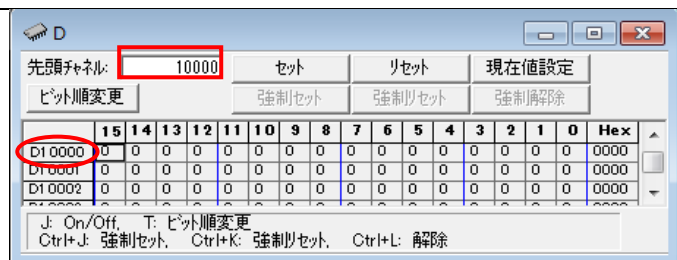 D
先頭チャネル: 10000 セット リセット 現在値設定
ビット順変更 強制セット 強制リセット 強制解除
15 14 13 12 11 10 9 8 7 6 5 4 3 2 1 0 Hex
D10000 0 0 0 0 0 0 0 0 0 0 0 0 0 0 0 0 0000
D10001 0 0 0 0 0 0 0 0 0 0 0 0 0 0 0 0 0000
D10002 0 0 0 0 0 0 0 0 0 0 0 0 0 0 0 0 0000
J: On/Off, T: ビット順変更
Ctrl+J: 強制セット, Ctrl+K: 強制リセット, Ctrl+L: 解除